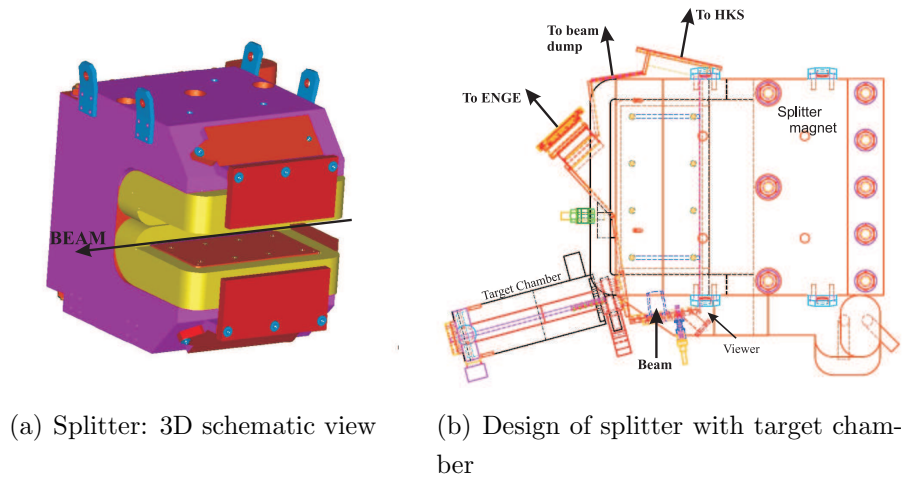 BEAM
To HKS
To beam
dump
To ENGE
Splitter
magnet
Target Chamber
Beam
Viewer
(a) Splitter: 3D schematic view
(b) Design of splitter with target cham-
ber